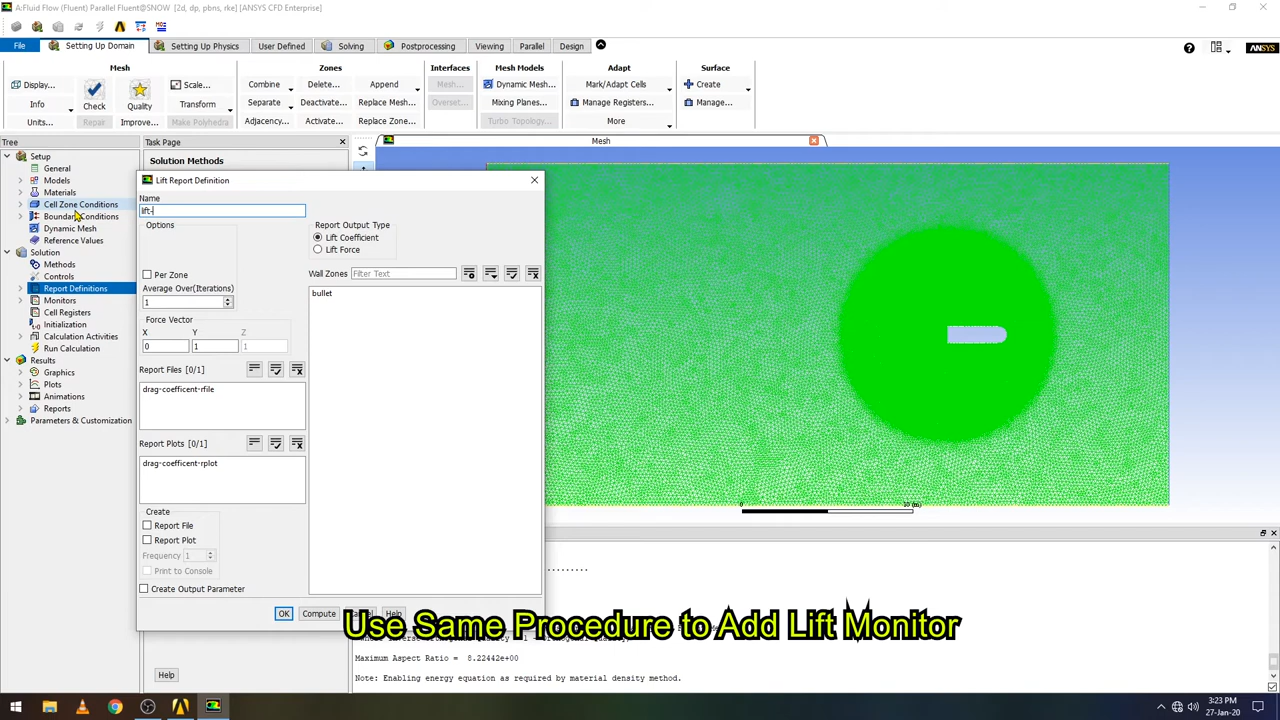 A:Fluid Flow (Fluent) Parallel Fluent@SNOW [2d, dp, pbns, rke] [ANSYS CFD Enterprise]
File Setting Up Domain Setting Up Physics User Defined Solving Postprocessing Viewing Parallel Design
ANSYS
Mesh Zones Interfaces Mesh Models Adapt Surface
Display... Scale... Combine Delete... Append Mesh... Dynamic Mesh... Mark/Adapt Cells Create
Info Check Quality Transform Separate Deactivate... Replace Mesh... Overset... Mixing Planes... Manage Registers... Manage...
Units... Repair Improve... Make Polyhedra Adjacency... Activate... Replace Zone... Turbo Topology... More
Tree Task Page Mesh
Setup
General
Models
Materials
Cell Zone Conditions
Boundary Conditions
Dynamic Mesh
Reference Values
Solution
Methods
Controls
Report Definitions
Monitors
Cell Registers
Initialization
Calculation Activities
Run Calculation
Results
Graphics
Plots
Animations
Reports
Parameters & Customization
Solution Methods
Lift Report Definition
Name
lift-
Options
Per Zone
Average Over(Iterations)
1
Force Vector
X Y Z
0 1 1
Report Files [0/1]
drag-coefficent-rfile
Report Plots [0/1]
drag-coefficent-rplot
Create
Report File
Report Plot
Frequency 1
Print to Console
Create Output Parameter
Report Output Type
Lift Coefficient
Lift Force
Wall Zones Filter Text
bullet
OK Compute Help
Help
0 10 (m)
.........
Maximum Aspect Ratio = 8.22442e+00
Note: Enabling energy equation as required by material density method.
Use Same Procedure to Add Lift Monitor
3:23 PM
27-Jan-20